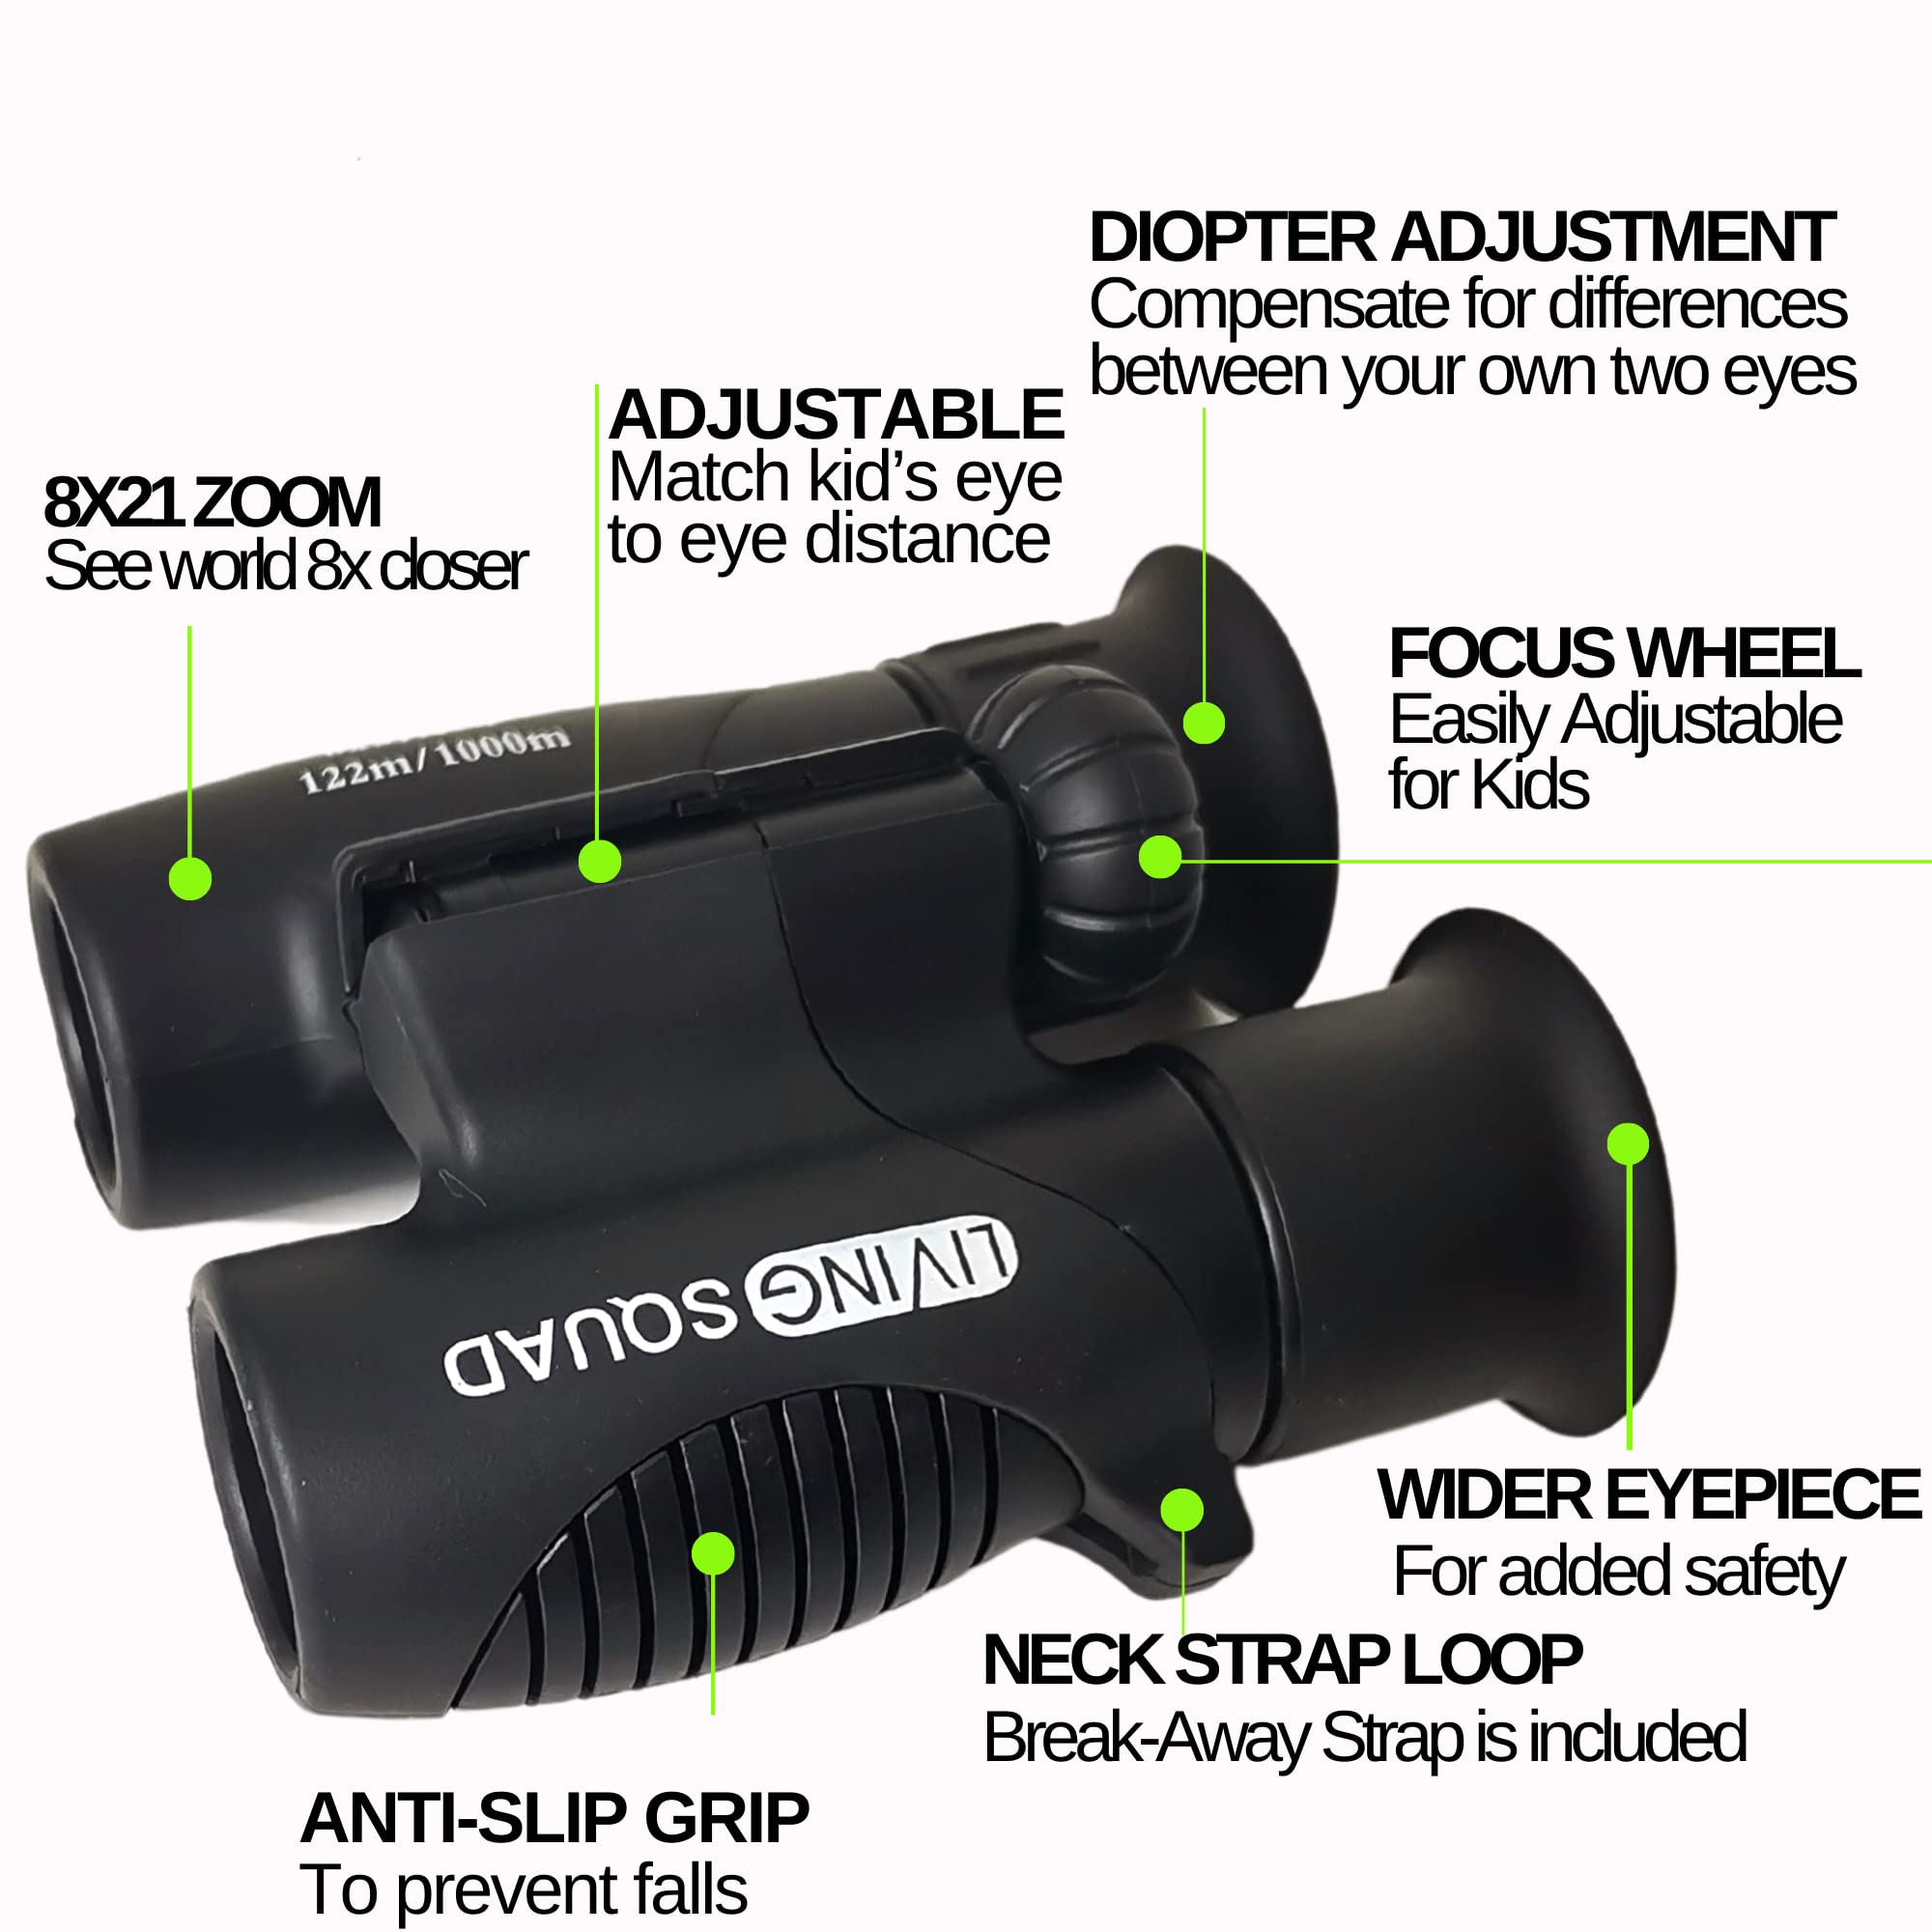 DIOPTER ADJUSTMENT
Compensate for differences
between your own two eyes
ADJUSTABLE
Match kid’s eye
to eye distance
8X21 ZOOM
See world 8x closer
FOCUS WHEEL
Easily Adjustable
for Kids
122m/1000m
LIVING SQUAD
WIDER EYEPIECE
For added safety
NECK STRAP LOOP
Break-Away Strap is included
ANTI-SLIP GRIP
To prevent falls